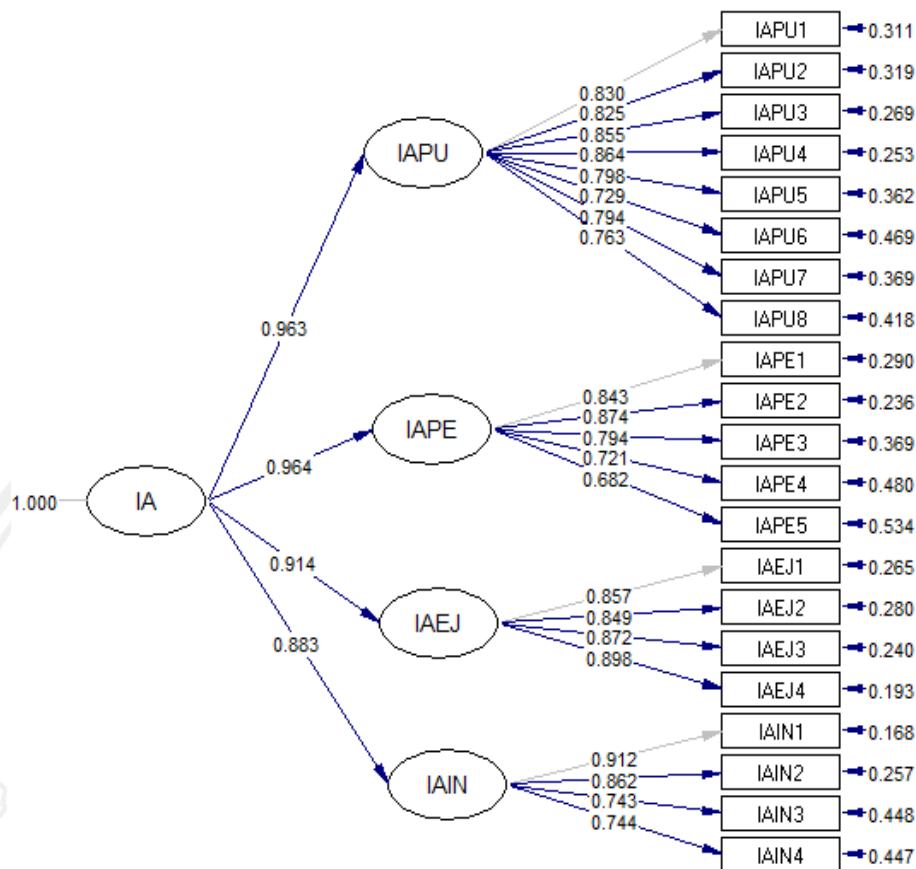 IAPU1
0.311
IAPU2
0.319
0.830
0.825
IAPU3
0.269
0.855
IAPU
0.864
IAPU4
0.253
0.798
IAPU5
0.362
0.729
0.794
IAPU6
0.469
0.763
IAPU7
0.369
IAPU8
0.418
0.963
IAPE1
0.290
0.843
IAPE2
0.236
0.874
IAPE
0.794
IAPE3
0.369
0.721
0.964
0.682
IAPE4
0.480
1.000
IA
IAPE5
0.534
0.914
IAEJ1
0.265
0.857
IAEJ2
0.280
0.849
IAEJ
0.872
IAEJ3
0.240
0.883
0.898
IAEJ4
0.193
IAIN1
0.168
0.912
IAIN2
0.257
0.862
IAIN
0.743
IAIN3
0.448
0.744
IAIN4
0.447